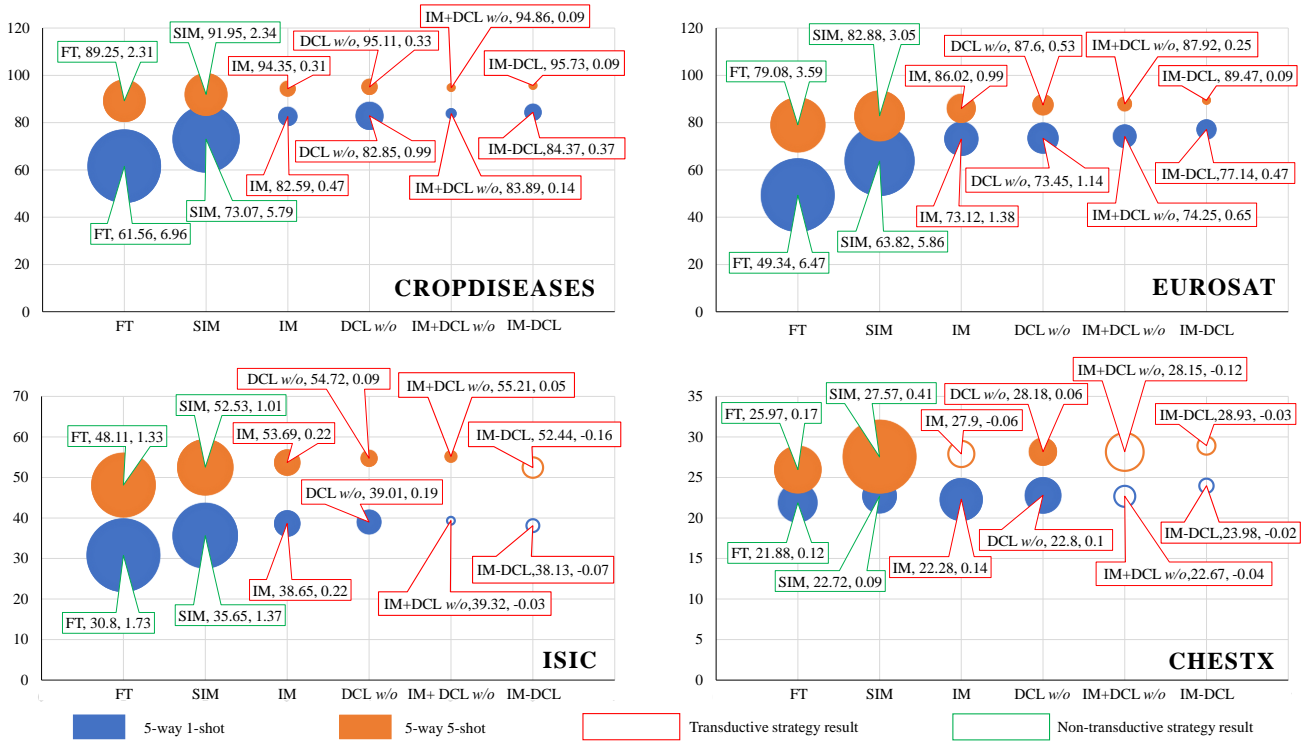 120
100
80
60
40
20
0
FT, 89.25, 2.31
SIM, 91.95, 2.34
IM, 94.35, 0.31
DCL w/o, 95.11, 0.33
IM+DCL w/o, 94.86, 0.09
IM-DCL, 95.73, 0.09
FT, 61.56, 6.96
SIM, 73.07, 5.79
IM, 82.59, 0.47
DCL w/o, 82.85, 0.99
IM+DCL w/o, 83.89, 0.14
IM-DCL,84.37, 0.37
CROPDISEASES
FT SIM IM DCL w/o IM+DCL w/o IM-DCL
120
100
80
60
40
20
0
FT, 79.08, 3.59
SIM, 82.88, 3.05
IM, 86.02, 0.99
DCL w/o, 87.6, 0.53
IM+DCL w/o, 87.92, 0.25
IM-DCL, 89.47, 0.09
FT, 49.34, 6.47
SIM, 63.82, 5.86
IM, 73.12, 1.38
DCL w/o, 73.45, 1.14
IM+DCL w/o, 74.25, 0.65
IM-DCL,77.14, 0.47
EUROSAT
FT SIM IM DCL w/o IM+DCL w/o IM-DCL
70
60
50
40
30
20
10
0
FT, 48.11, 1.33
SIM, 52.53, 1.01
IM, 53.69, 0.22
DCL w/o, 54.72, 0.09
IM+DCL w/o, 55.21, 0.05
IM-DCL, 52.44, -0.16
FT, 30.8, 1.73
SIM, 35.65, 1.37
IM, 38.65, 0.22
DCL w/o, 39.01, 0.19
IM+DCL w/o,39.32, -0.03
IM-DCL,38.13, -0.07
ISIC
FT SIM IM DCL w/o IM+ DCL w/o IM-DCL
35
30
25
20
15
10
5
0
FT, 25.97, 0.17
SIM, 27.57, 0.41
IM, 27.9, -0.06
DCL w/o, 28.18, 0.06
IM+DCL w/o, 28.15, -0.12
IM-DCL,28.93, -0.03
FT, 21.88, 0.12
SIM, 22.72, 0.09
IM, 22.28, 0.14
DCL w/o, 22.8, 0.1
IM+DCL w/o,22.67, -0.04
IM-DCL,23.98, -0.02
CHESTX
FT SIM IM DCL w/o IM+DCL w/o IM-DCL
5-way 1-shot 5-way 5-shot Transductive strategy result Non-transductive strategy result